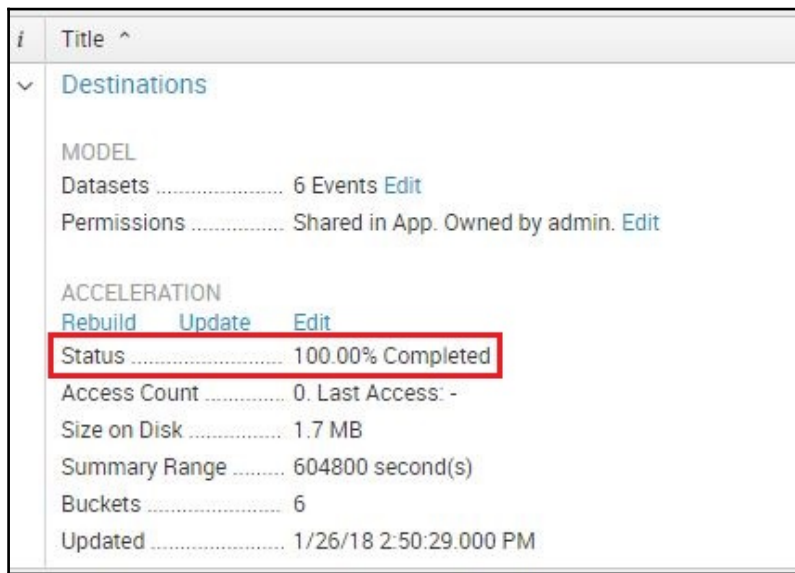 i Title ^
Destinations
MODEL
Datasets ....................... 6 Events Edit
Permissions ................ Shared in App. Owned by admin. Edit
ACCELERATION
Rebuild Update Edit
Status ........................... 100.00% Completed
Access Count .............. 0. Last Access: -
Size on Disk ................ 1.7 MB
Summary Range ......... 604800 second(s)
Buckets ....................... 6
Updated ....................... 1/26/18 2:50:29.000 PM